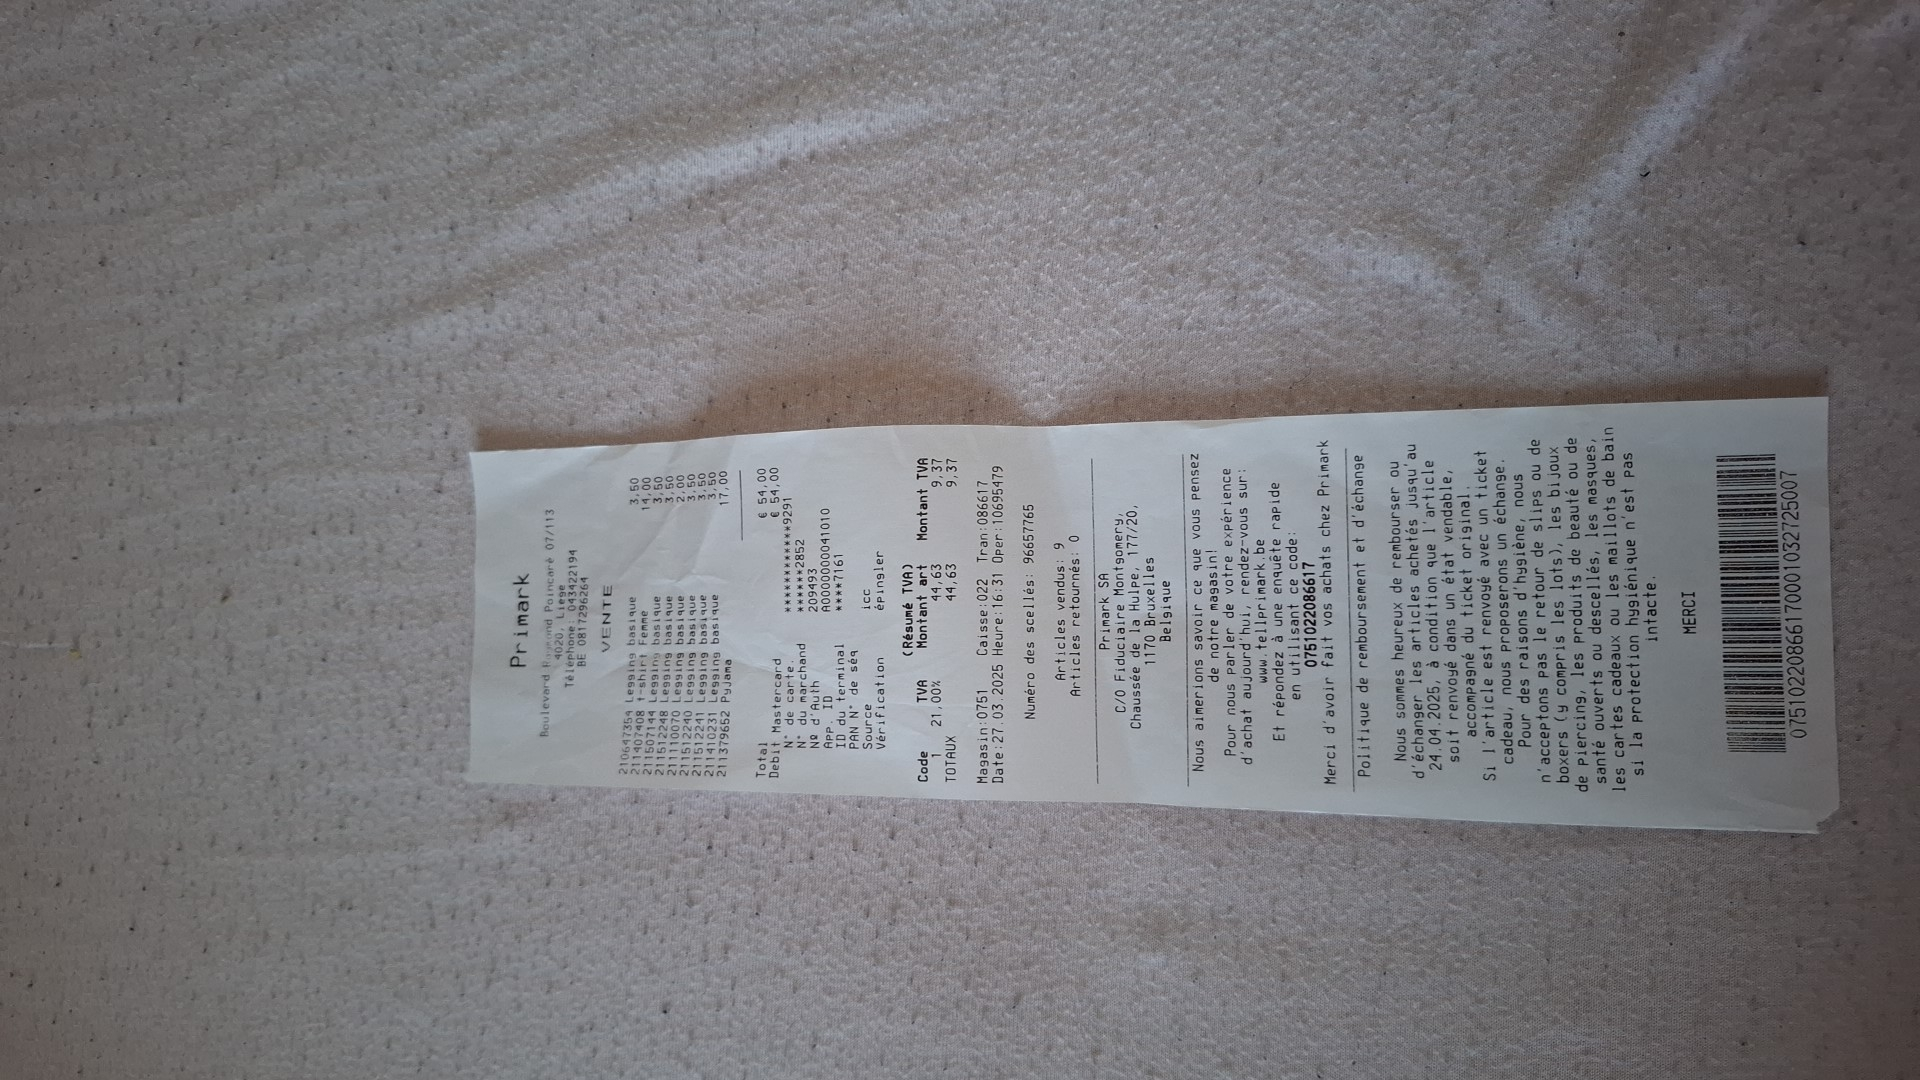 Primark
Boulevard Raymond Poincaré 07/113
4020, Liege
Téléphone: 043422194
BE 0817296264
VENTE
210647354 Legging basique 3,50
211407408 t-shirt Femme 14,00
211507144 Legging basique 3,50
211512248 Legging basique 3,50
211110070 Legging basique 2,00
211512240 Legging basique 3,50
211512241 Legging basique 3,50
211410231 Legging basique 3,50
211379652 Pyjama 17,00
Total € 54,00
Debit Mastercard € 54,00
N° de carte. ************9291
N° du marchand ******2852
Nº d'Auth 209493
App. ID A0000000041010
ID du Terminal ****7161
PAN N° de séq
Source icc
Vérification épingler
(Résumé TVA)
Code TVA Montant art Montant TVA
1 21,00% 44,63 9,37
TOTAUX 44,63 9,37
Magasin:0751 Caisse:022 Tran:086617
Date:27.03.2025 Heure:16:31 Oper:10695479
Numéro des scellés: 96657765
Articles vendus: 9
Articles retournés: 0
Primark SA
C/O Fiduciaire Montgomery,
Chaussée de la Hulpe, 177/20,
1170 Bruxelles
Belgique
Nous aimerions savoir ce que vous pensez
de notre magasin!
Pour nous parler de votre expérience
d'achat aujourd'hui, rendez-vous sur:
www.tellprimark.be
Et répondez à une enquête rapide
en utilisant ce code:
075102208617
Merci d'avoir fait vos achats chez Primark
Politique de remboursement et d'échange
Nous sommes heureux de rembourser ou
d'échanger les articles achetés jusqu'au
24.04.2025, à condition que l'article
soit renvoyé dans un état vendable,
accompagné du ticket original.
Si l'article est renvoyé avec un ticket
cadeau, nous proposerons un échange.
Pour des raisons d'hygiène, nous
n'acceptons pas le retour de slips ou de
boxers (y compris les lots), les bijoux
de piercing, les produits de beauté ou de
santé ouverts ou descellés, les masques,
les cartes cadeaux ou les maillots de bain
si la protection hygiénique n'est pas
intacte.
MERCI
07510220866170001032725007